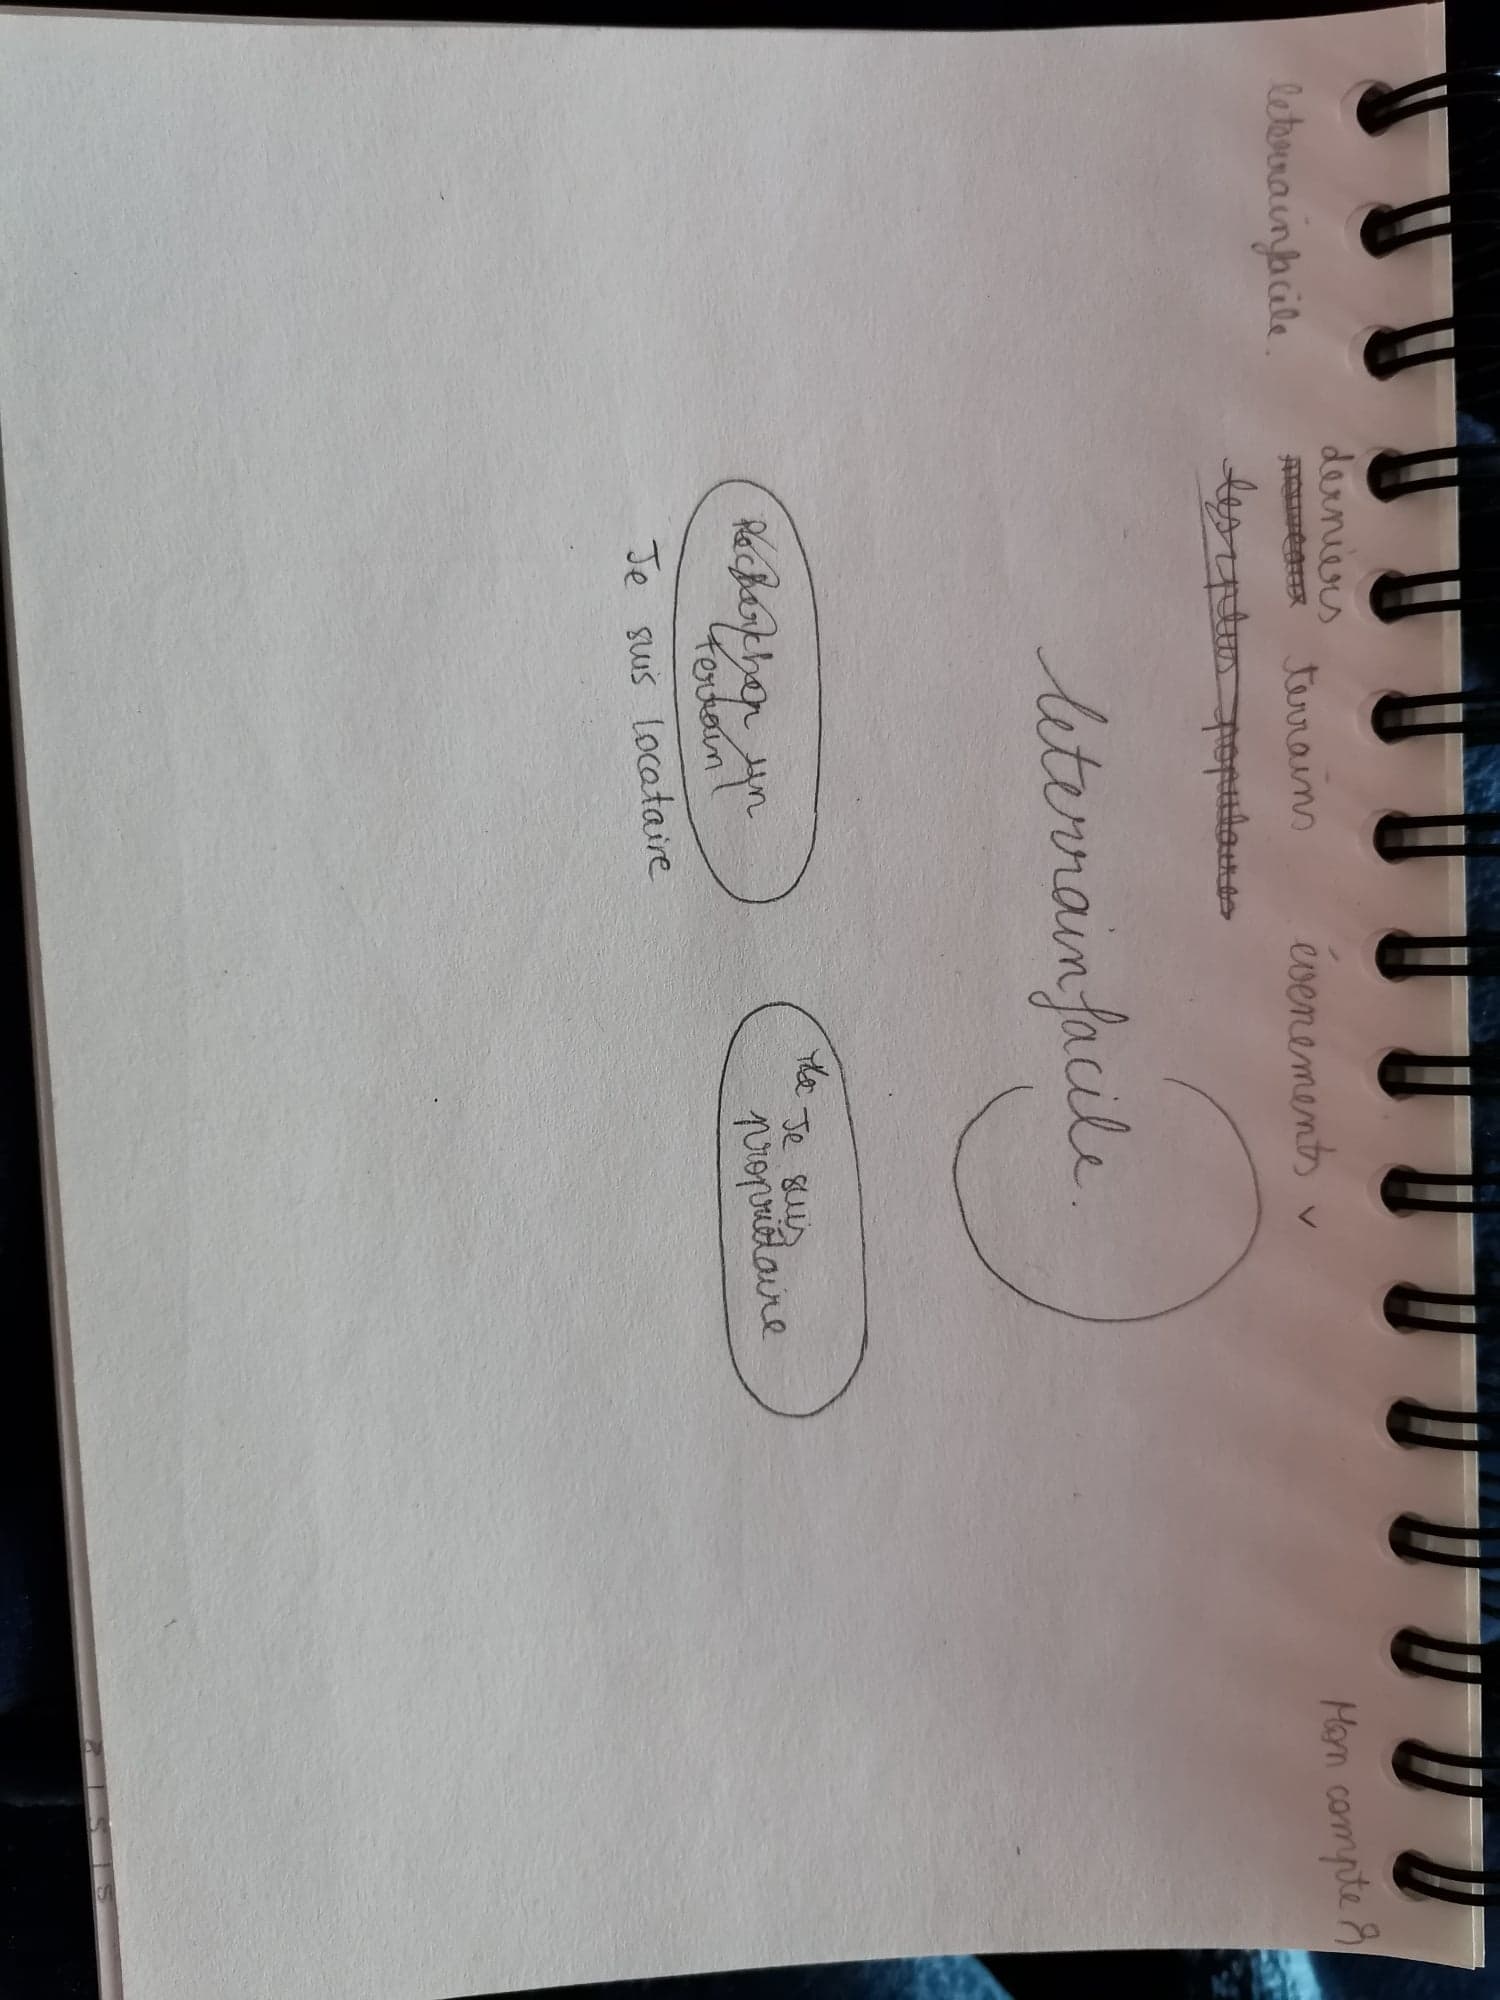 derniers
leterrainfacile. nouveaux terrains évenements Mon compte
les plus populaires
leterrainfacile.
Je suis
propriétaire
Rechercher un
terrain
Je suis locataire